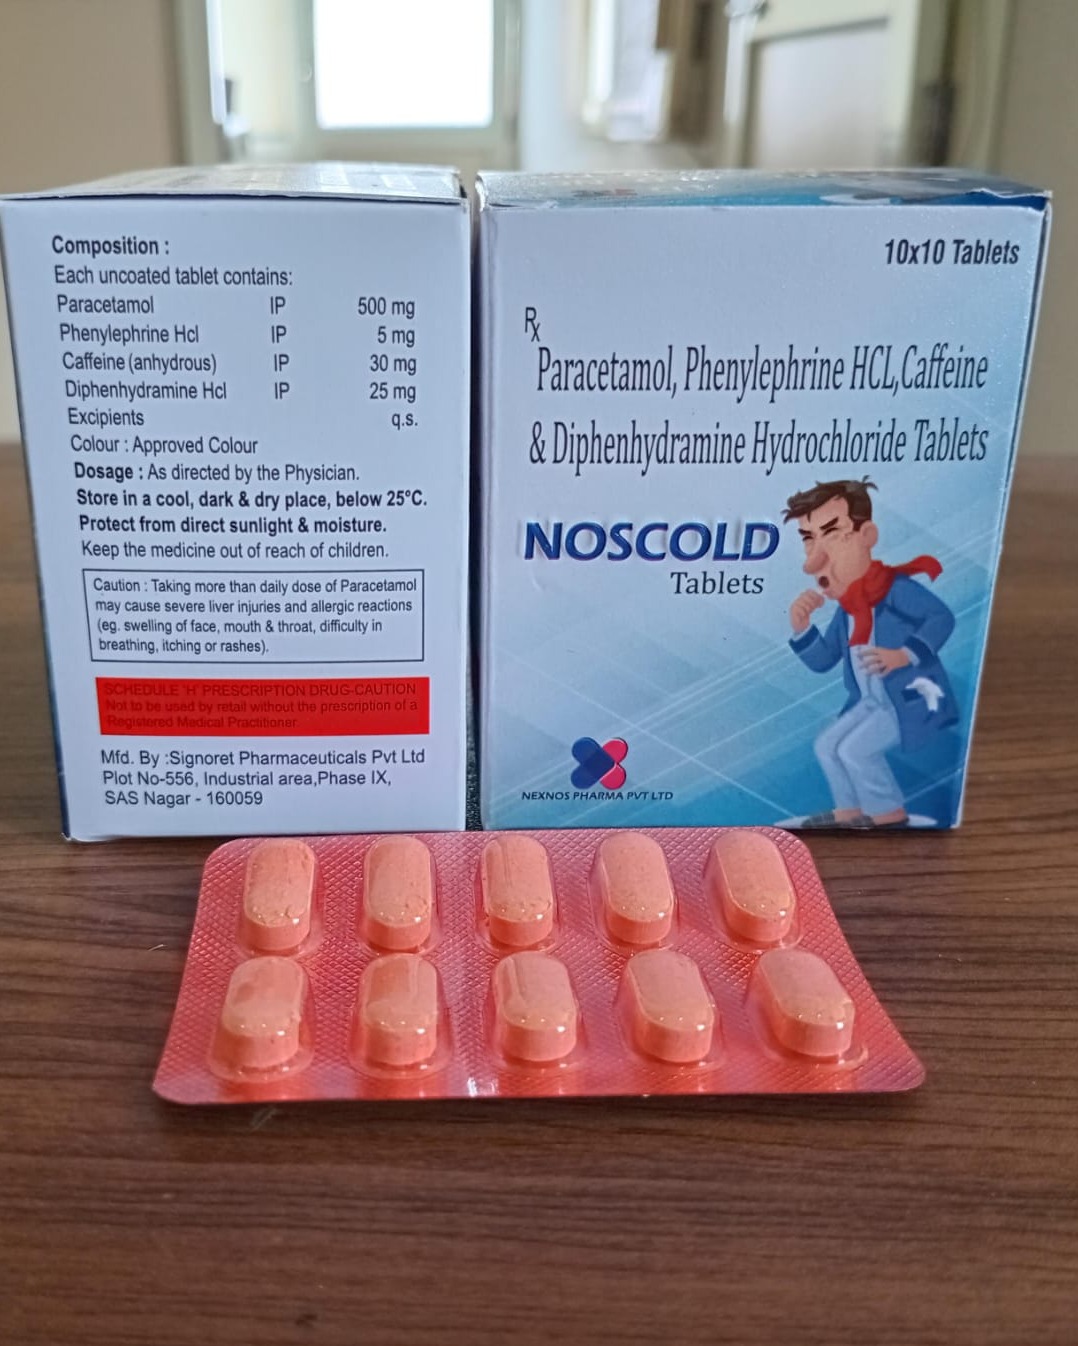 Composition :
Each uncoated tablet contains:
Paracetamol IP 500 mg
Phenylephrine Hcl IP 5 mg
Caffeine (anhydrous) IP 30 mg
Diphenhydramine Hcl IP 25 mg
Excipients q.s.
Colour : Approved Colour
Dosage : As directed by the Physician.
Store in a cool, dark & dry place, below 25°C.
Protect from direct sunlight & moisture.
Keep the medicine out of reach of children.
Caution : Taking more than daily dose of Paracetamol
may cause severe liver injuries and allergic reactions
(eg. swelling of face, mouth & throat, difficulty in
breathing, itching or rashes).
SCHEDULE 'H' PRESCRIPTION DRUG-CAUTION
Not to be used by retail without the prescription of a
Registered Medical Practitioner
Mfd. By :Signoret Pharmaceuticals Pvt Ltd
Plot No-556, Industrial area,Phase IX,
SAS Nagar - 160059
10x10 Tablets
Rx
Paracetamol, Phenylephrine HCL,Caffeine
& Diphenhydramine Hydrochloride Tablets
NOSCOLD
Tablets
NEXNOS PHARMA PVT LTD